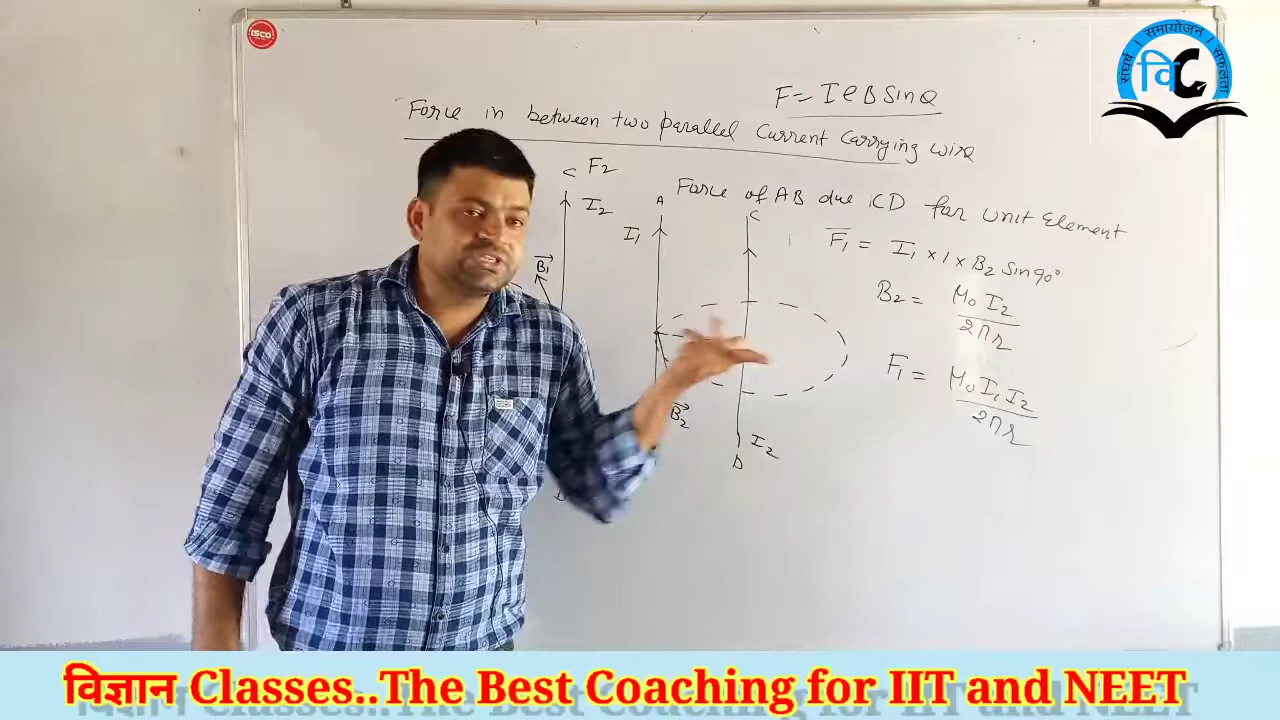 ISCO
संघर्ष । समायोजन । सफलता
वि
F = IlB Sinθ
Force in between two parallel Current Carrying wire
C F2
I2
B1
A
I1
B2
C
I2
D
Force of AB due CD for unit Element
F1 = I1 × 1 × B2 Sin90°
B2 = μ0 I2 / 2πr
F1 = μ0 I1 I2 / 2πr
विज्ञान Classes..The Best Coaching for IIT and NEET